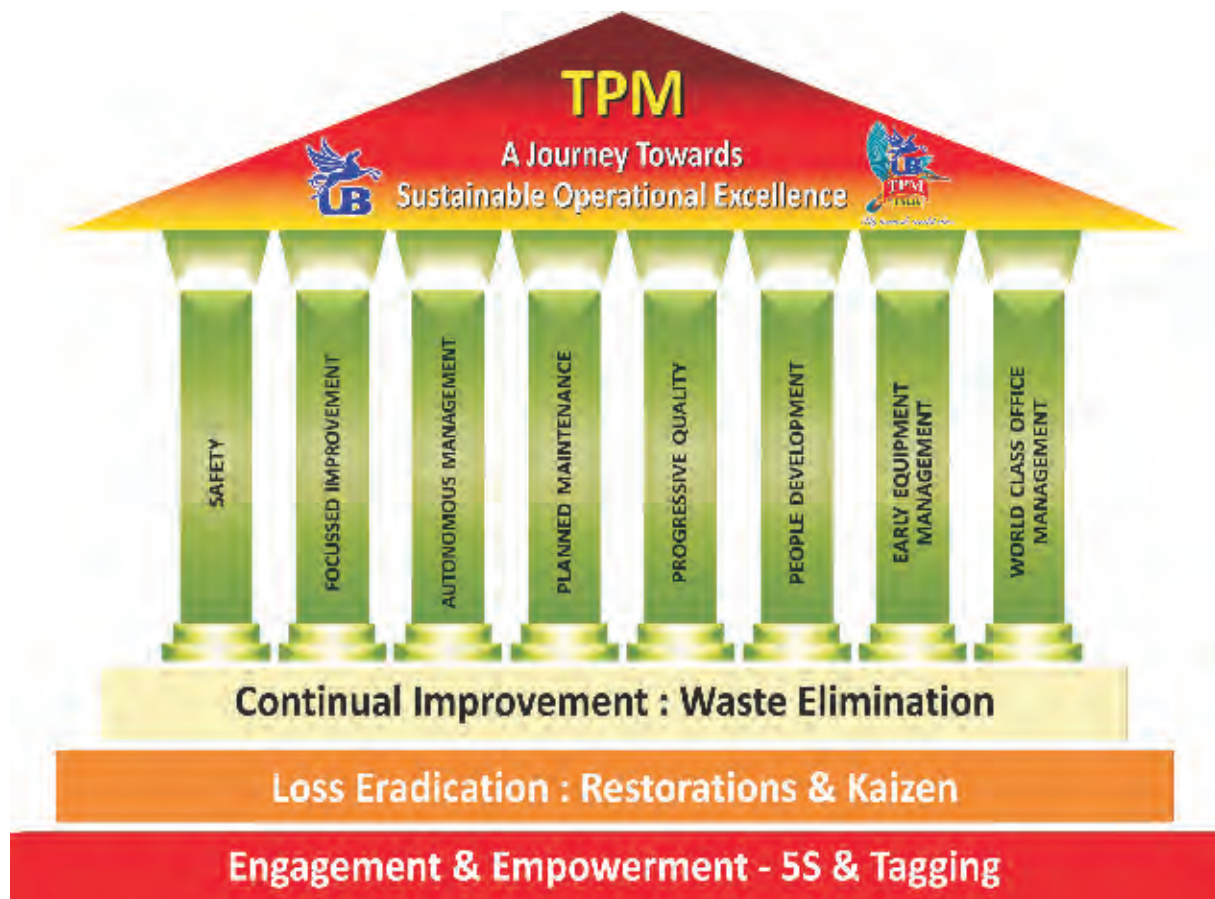 TPM
A Journey Towards
Sustainable Operational Excellence
UB
UB
TPM
SAFETY
FOCUSSED IMPROVEMENT
AUTONOMOUS MANAGEMENT
PLANNED MAINTENANCE
PROGRESSIVE QUALITY
PEOPLE DEVELOPMENT
EARLY EQUIPMENT
MANAGEMENT
WORLD CLASS OFFICE
MANAGEMENT
Continual Improvement : Waste Elimination
Loss Eradication : Restorations & Kaizen
Engagement & Empowerment - 5S & Tagging